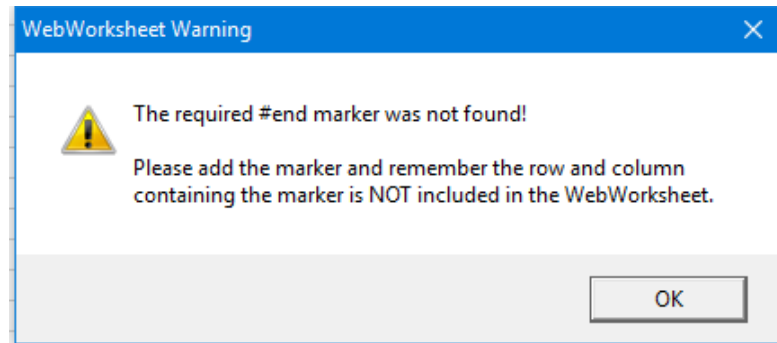 WebWorksheet Warning
The required #end marker was not found!
Please add the marker and remember the row and column
containing the marker is NOT included in the WebWorksheet.
OK